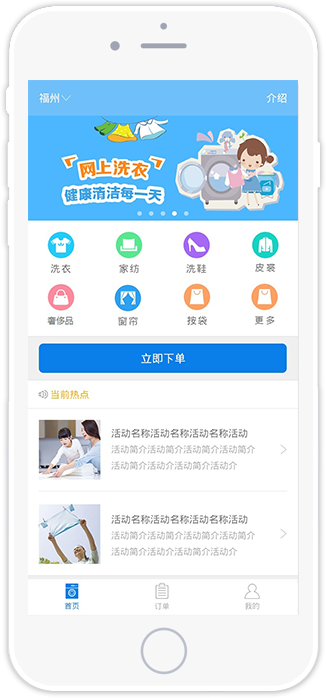 福州
介绍
网上洗衣
健康清洁每一天
洗衣
家纺
洗鞋
皮裘
奢侈品
窗帘
按袋
更多
立即下单
当前热点
活动名称活动名称活动名称活动
活动简介活动简介活动简介活动简介
活动简介活动介活动简介活动介
活动名称活动名称活动名称活动
活动简介活动简介活动简介活动简介
活动简介活动介活动简介活动介
首页
订单
我的